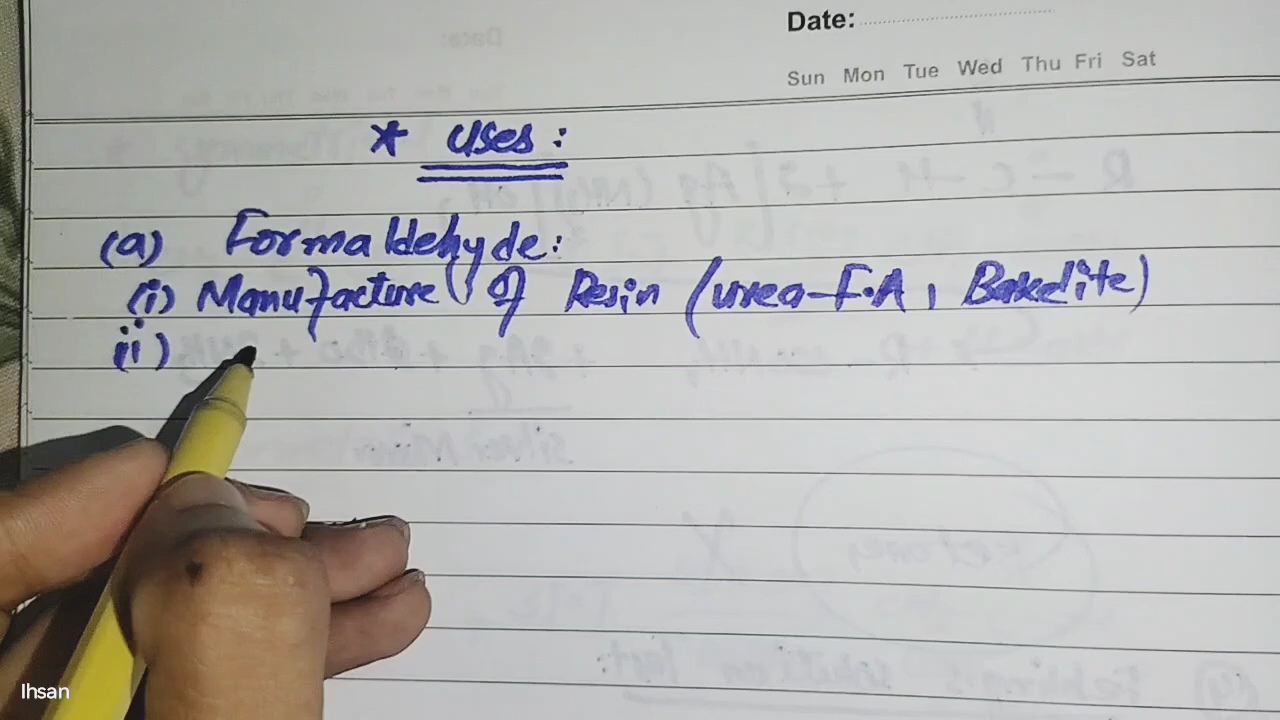 Date:
Sun Mon Tue Wed Thu Fri Sat
* Uses:
(a) Formaldehyde:
(i) Manufacture of Resin (urea-F.A, Bakelite)
(ii)
Ihsan